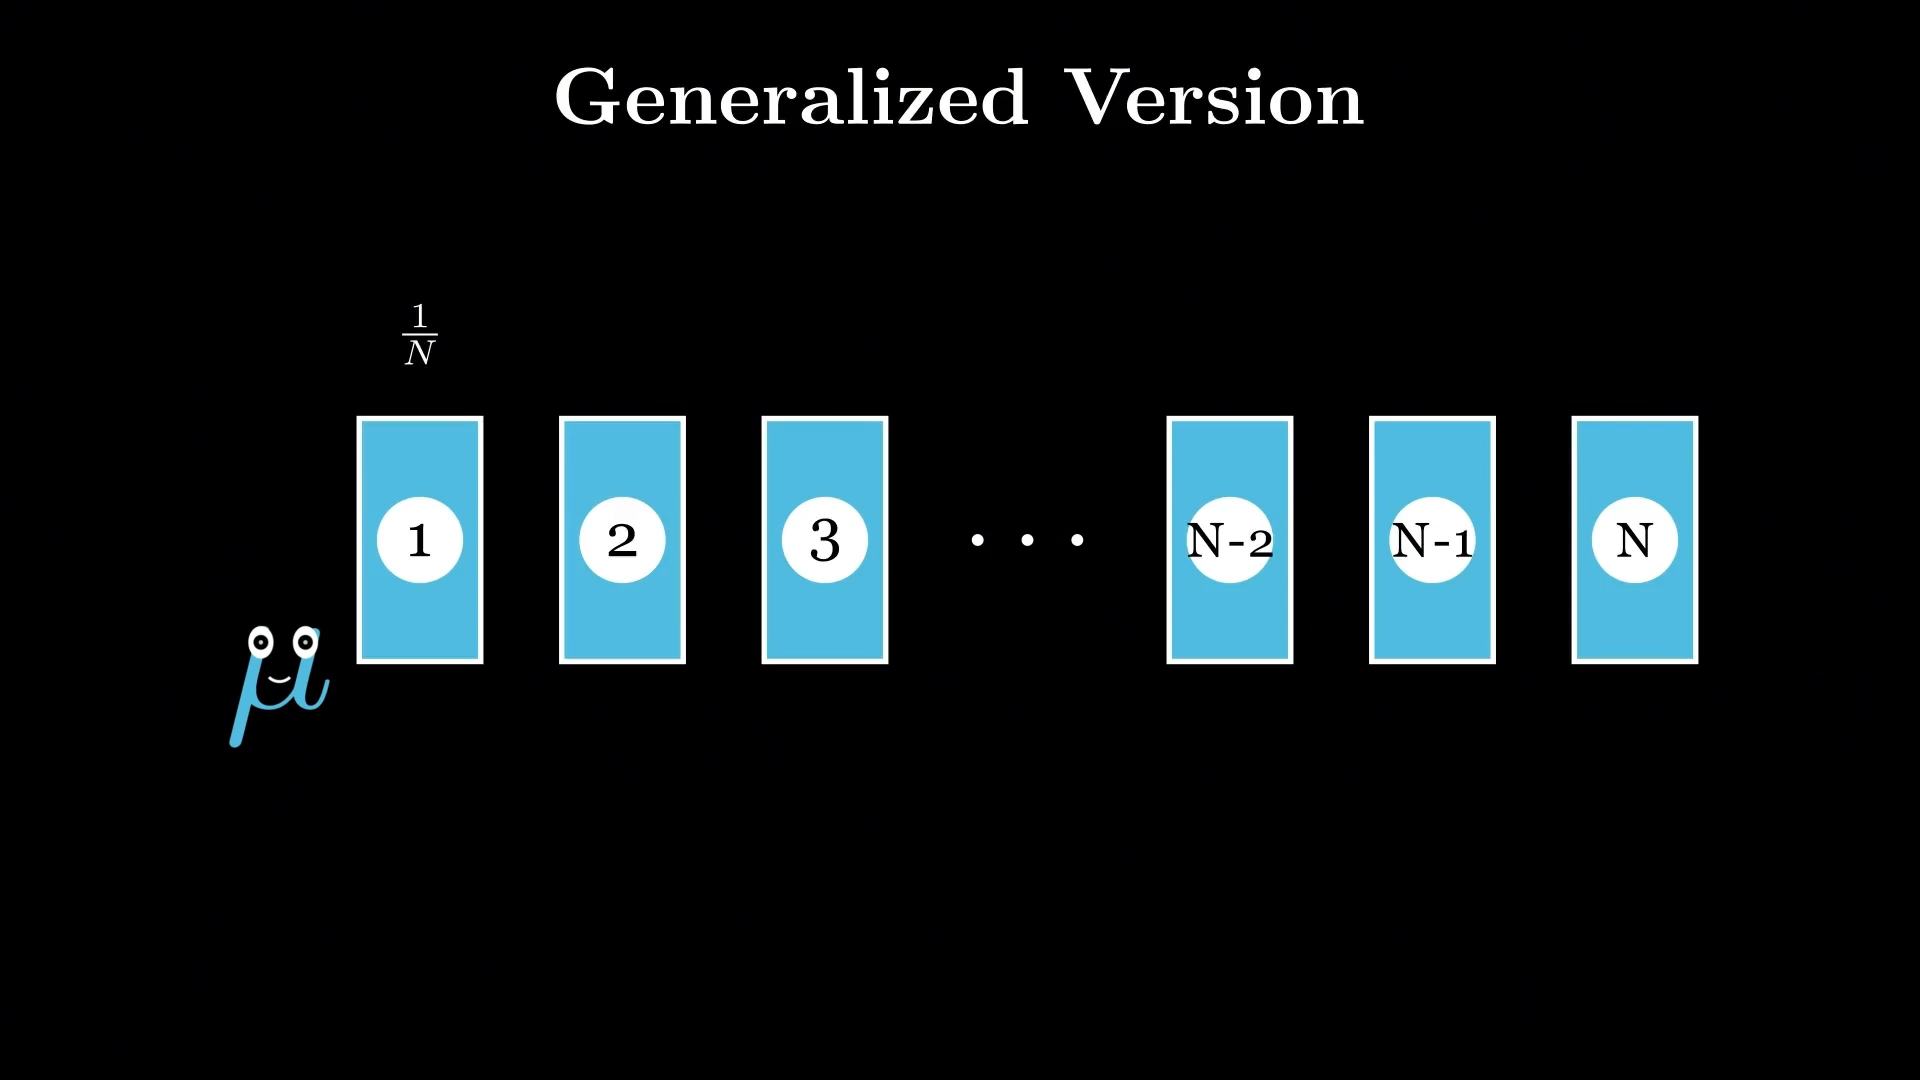 Generalized Version
1/N
1 2 3 . . . N-2 N-1 N
μ